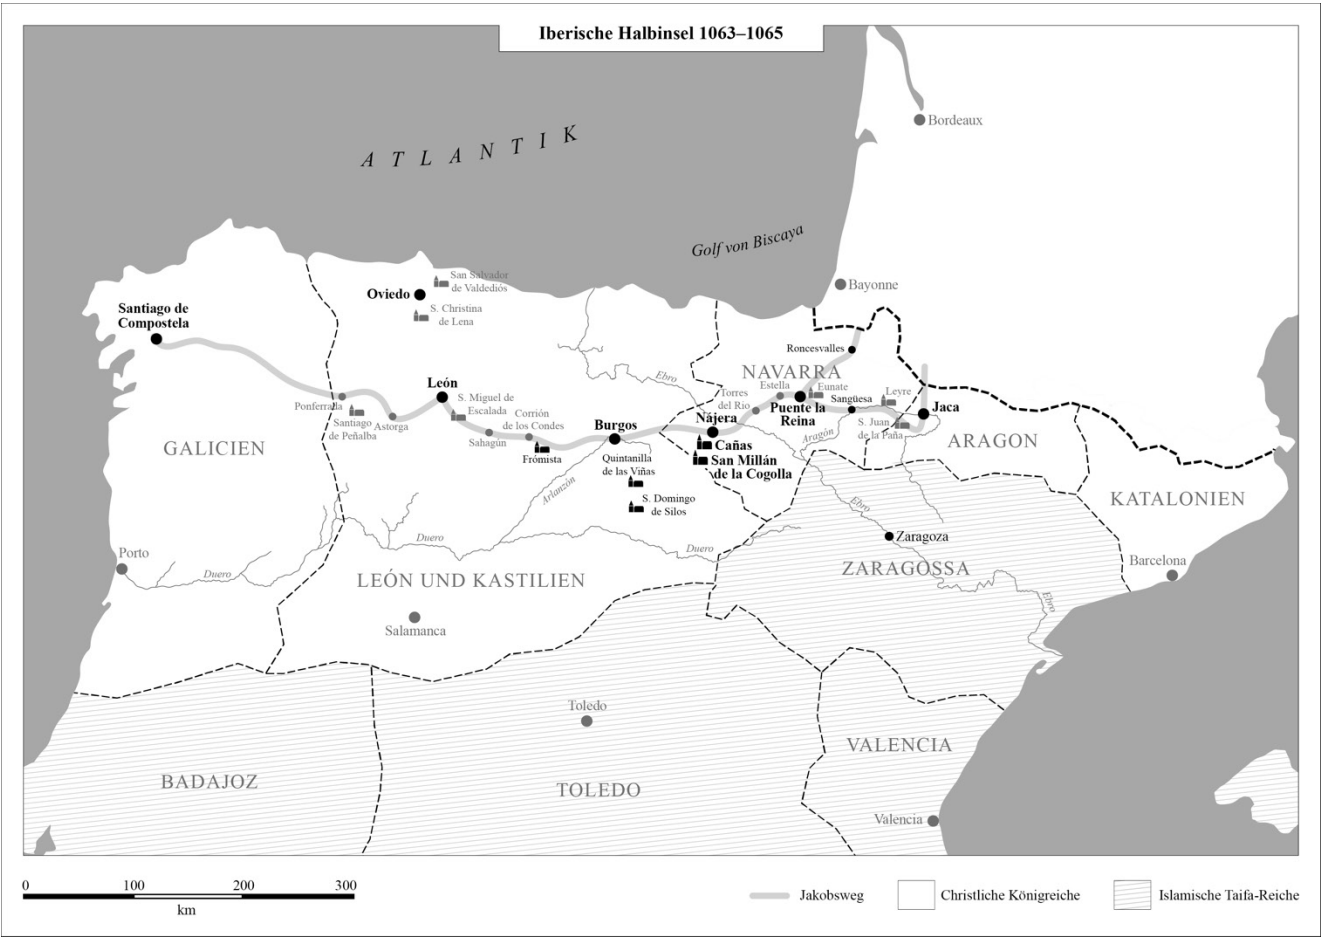 Iberische Halbinsel 1063–1065
Bordeaux
ATLANTIK
Golf von Biscaya
San Salvador
de Valdediós
Oviedo
S. Christina
de Lena
Bayonne
Santiago de
Compostela
Roncesvalles
NAVARRA
Ebro
León
Estella
Eunate
Leyre
Torres
del Rio
Sangüesa
Ponferrada
Santiago
de Peñalba
Astorga
S. Miguel de
Escalada
Corrión
de los Condes
Sahagún
Puente la
Reina
Jaca
Nájera
Burgos
Aragón
S. Juan
de la Paña
ARAGON
GALICIEN
Frómista
Cañas
San Millán
de la Cogolla
Quintanilla
de las Viñas
Arlanzón
S. Domingo
de Silos
KATALONIEN
Ebro
Zaragoza
Duero
Duero
Porto
Duero
LEÓN UND KASTILIEN
ZARAGOSSA
Barcelona
Ebro
Salamanca
Toledo
VALENCIA
BADAJOZ
TOLEDO
Valencia
0 100 200 300
km
Jakobsweg
Christliche Königreiche
Islamische Taifa-Reiche